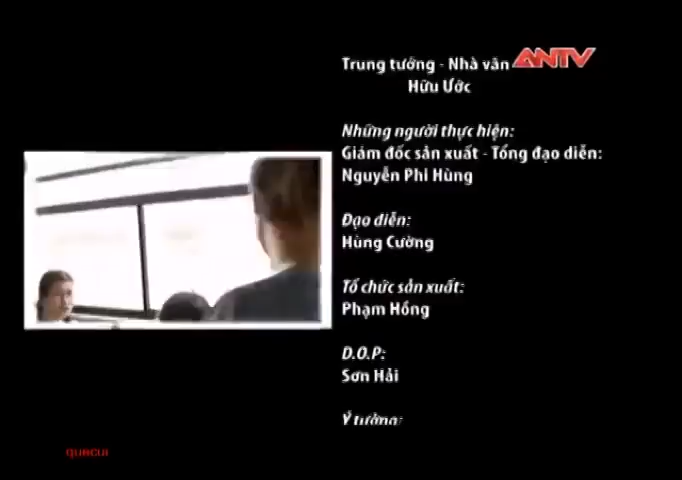 Trung tướng - Nhà văn
ANTV
Hữu Ước
Những người thực hiện:
Giám đốc sản xuất - Tổng đạo diễn:
Nguyễn Phi Hùng
Đạo diễn:
Hùng Cường
Tổ chức sản xuất:
Phạm Hồng
D.O.P:
Sơn Hải
Ý tưởng: